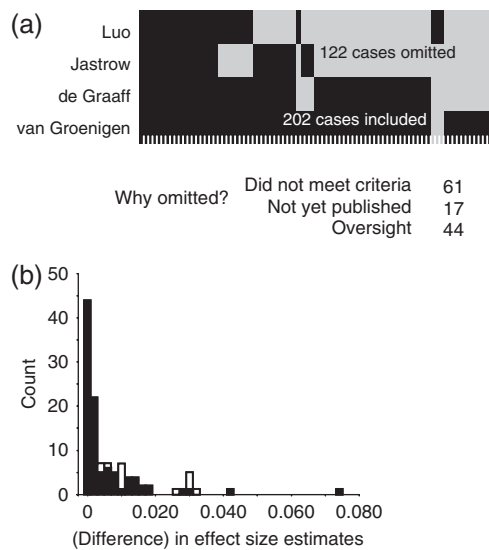 (a)
Luo
Jastrow
de Graaff
van Groenigen
122 cases omitted
202 cases included
Why omitted?
Did not meet criteria 61
Not yet published 17
Oversight 44
(b)
50
40
30
20
10
0
Count
0 0.020 0.040 0.060 0.080
(Difference) in effect size estimates